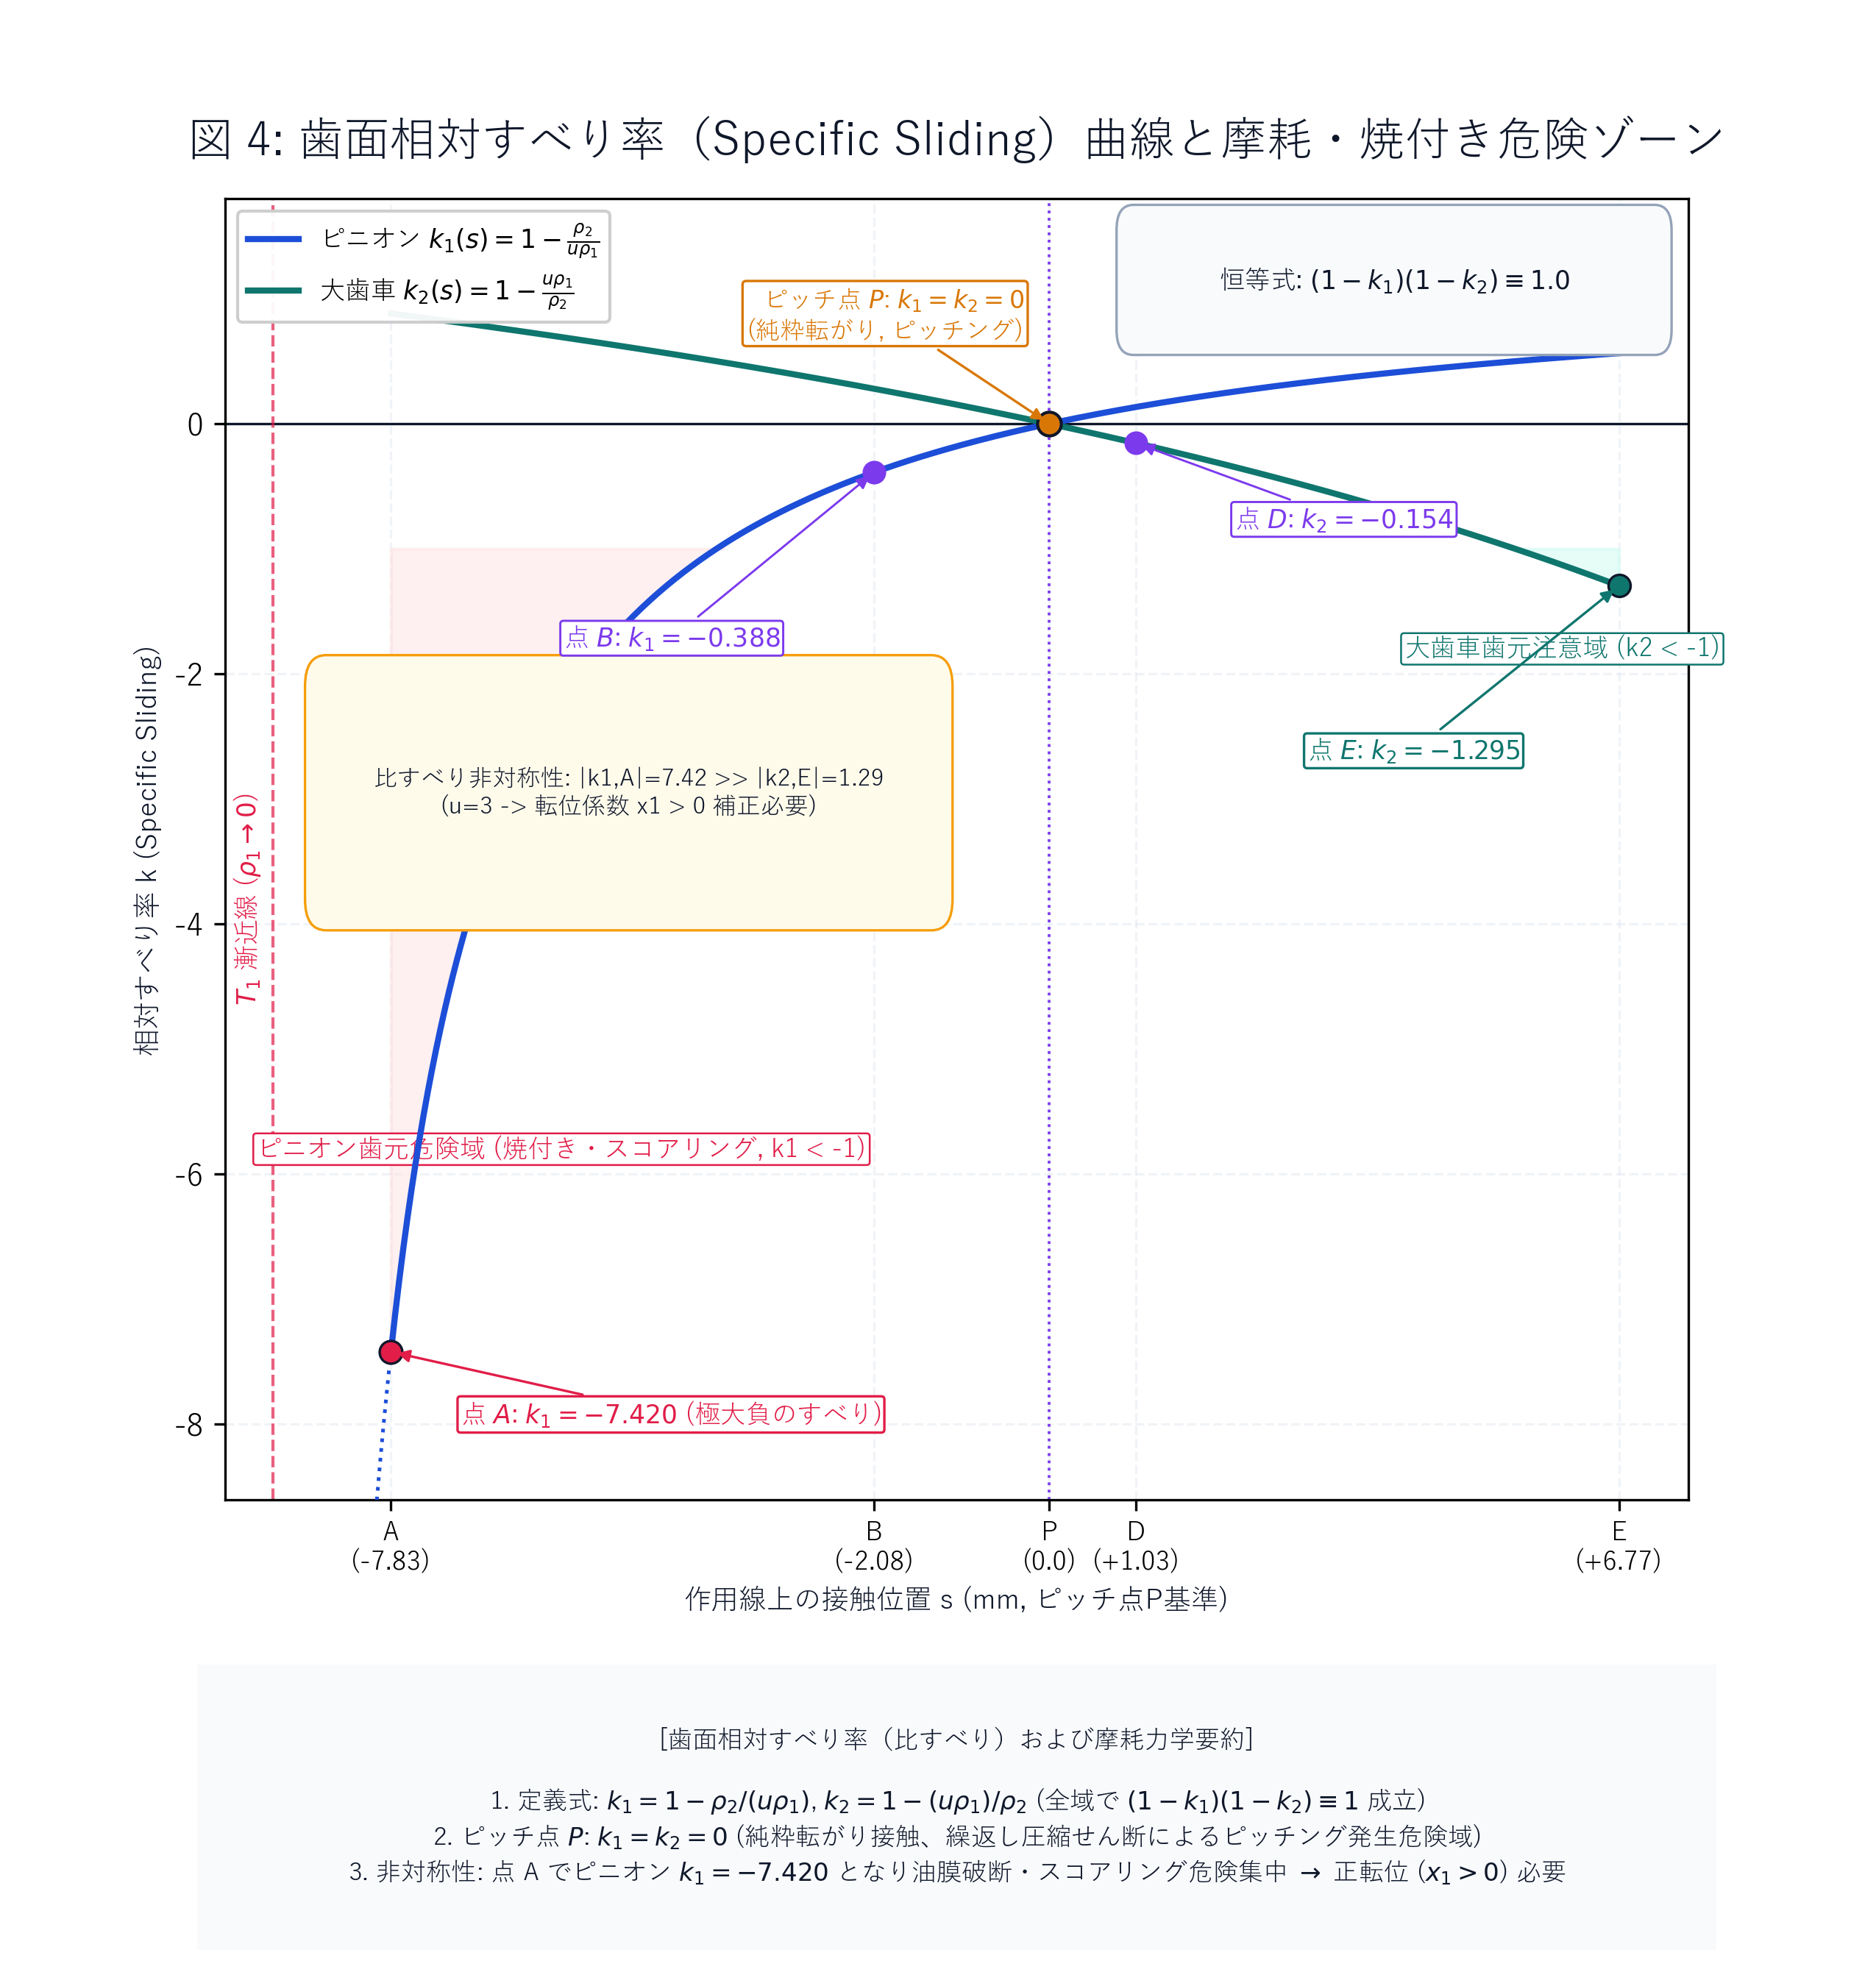 図 4: 歯面相対すべり率（Specific Sliding）曲線と摩耗・焼付き危険ゾーン
ピニオン k₁(s) = 1 − ρ₂/(uρ₁)
大歯車 k₂(s) = 1 − uρ₁/ρ₂
ピッチ点 P: k₁ = k₂ = 0
(純粋転がり, ピッチング)
恒等式: (1 − k₁)(1 − k₂) ≡ 1.0
0
-2
-4
-6
-8
相対すべり率 k (Specific Sliding)
T₁ 漸近線 (ρ₁ → 0)
点 D: k₂ = −0.154
点 B: k₁ = −0.388
大歯車歯元注意域 (k2 < -1)
点 E: k₂ = −1.295
比すべり非対称性: |k1,A|=7.42 >> |k2,E|=1.29
(u=3 -> 転位係数 x1 > 0 補正必要)
ピニオン歯元危険域 (焼付き・スコアリング, k1 < -1)
点 A: k₁ = −7.420 (極大負のすべり)
A
(-7.83)
B
(-2.08)
P
(0.0)
D
(+1.03)
E
(+6.77)
作用線上の接触位置 s (mm, ピッチ点P基準)
[歯面相対すべり率（比すべり）および摩耗力学要約]
1. 定義式: k₁ = 1 − ρ₂/(uρ₁), k₂ = 1 − (uρ₁)/ρ₂ (全域で (1 − k₁)(1 − k₂) ≡ 1 成立)
2. ピッチ点 P: k₁ = k₂ = 0 (純粋転がり接触、繰返し圧縮せん断によるピッチング発生危険域)
3. 非対称性: 点 A でピニオン k₁ = −7.420 となり油膜破断・スコアリング危険集中 → 正転位 (x₁ > 0) 必要